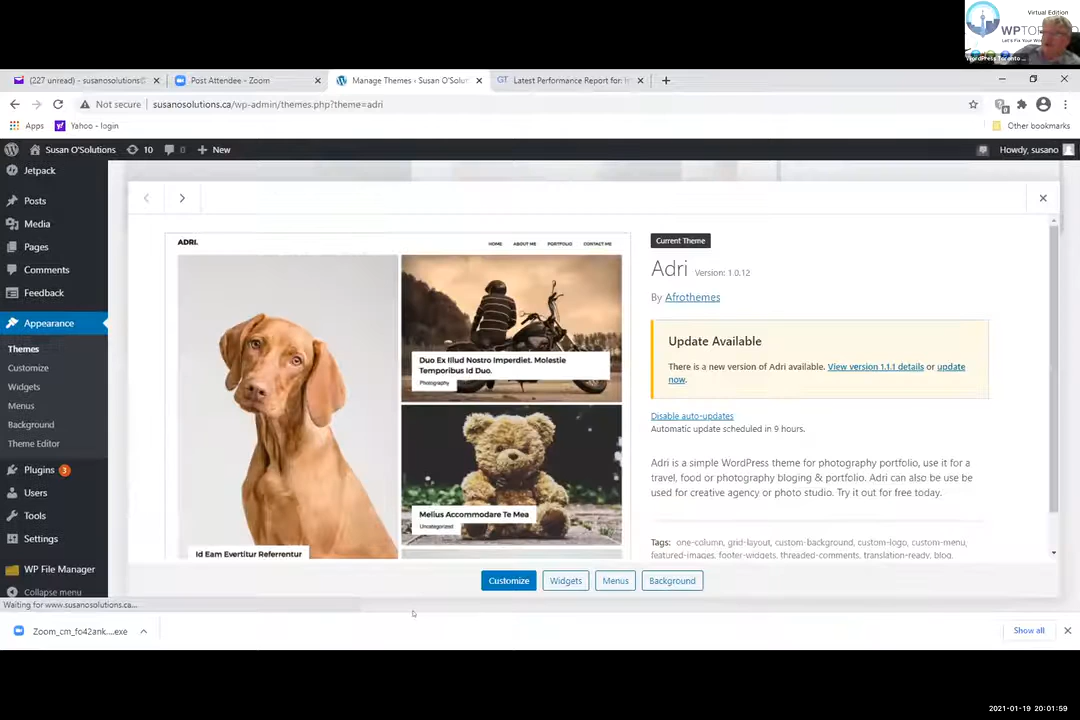 Virtual Edition
WPTOR
Let's Fix Your Wo
WordPress Toronto ...
(227 unread) - susanosolutions
Post Attendee - Zoom
Manage Themes ‹ Susan O'Solut
GT Latest Performance Report for: h
Not secure | susanosolutions.ca/wp-admin/themes.php?theme=adri
Apps Yahoo - login
Other bookmarks
Susan O'Solutions 10 0 + New
Howdy, susano
Jetpack
Posts
Media
Pages
Comments
Feedback
Appearance
Themes
Customize
Widgets
Menus
Background
Theme Editor
Plugins 3
Users
Tools
Settings
WP File Manager
Collapse menu
ADRI.
HOME ABOUT ME PORTFOLIO CONTACT ME
Duo Ex Illud Nostro Imperdiet. Molestie
Temporibus Id Duo.
Photography
Melius Accommodare Te Mea
Uncategorized
Id Eam Evertitur Referrentur
Current Theme
Adri Version: 1.0.12
By Afrothemes
Update Available
There is a new version of Adri available. View version 1.1.1 details or update
now.
Disable auto-updates
Automatic update scheduled in 9 hours.
Adri is a simple WordPress theme for photography portfolio, use it for a
travel, food or photography bloging & portfolio. Adri can also be use be
used for creative agency or photo studio. Try it out for free today.
Tags: one-column, grid-layout, custom-background, custom-logo, custom-menu,
featured-images, footer-widgets, threaded-comments, translation-ready, blog,
Customize
Widgets
Menus
Background
Waiting for www.susanosolutions.ca...
Zoom_cm_fo42ank....exe
Show all
2021-01-19 20:01:59